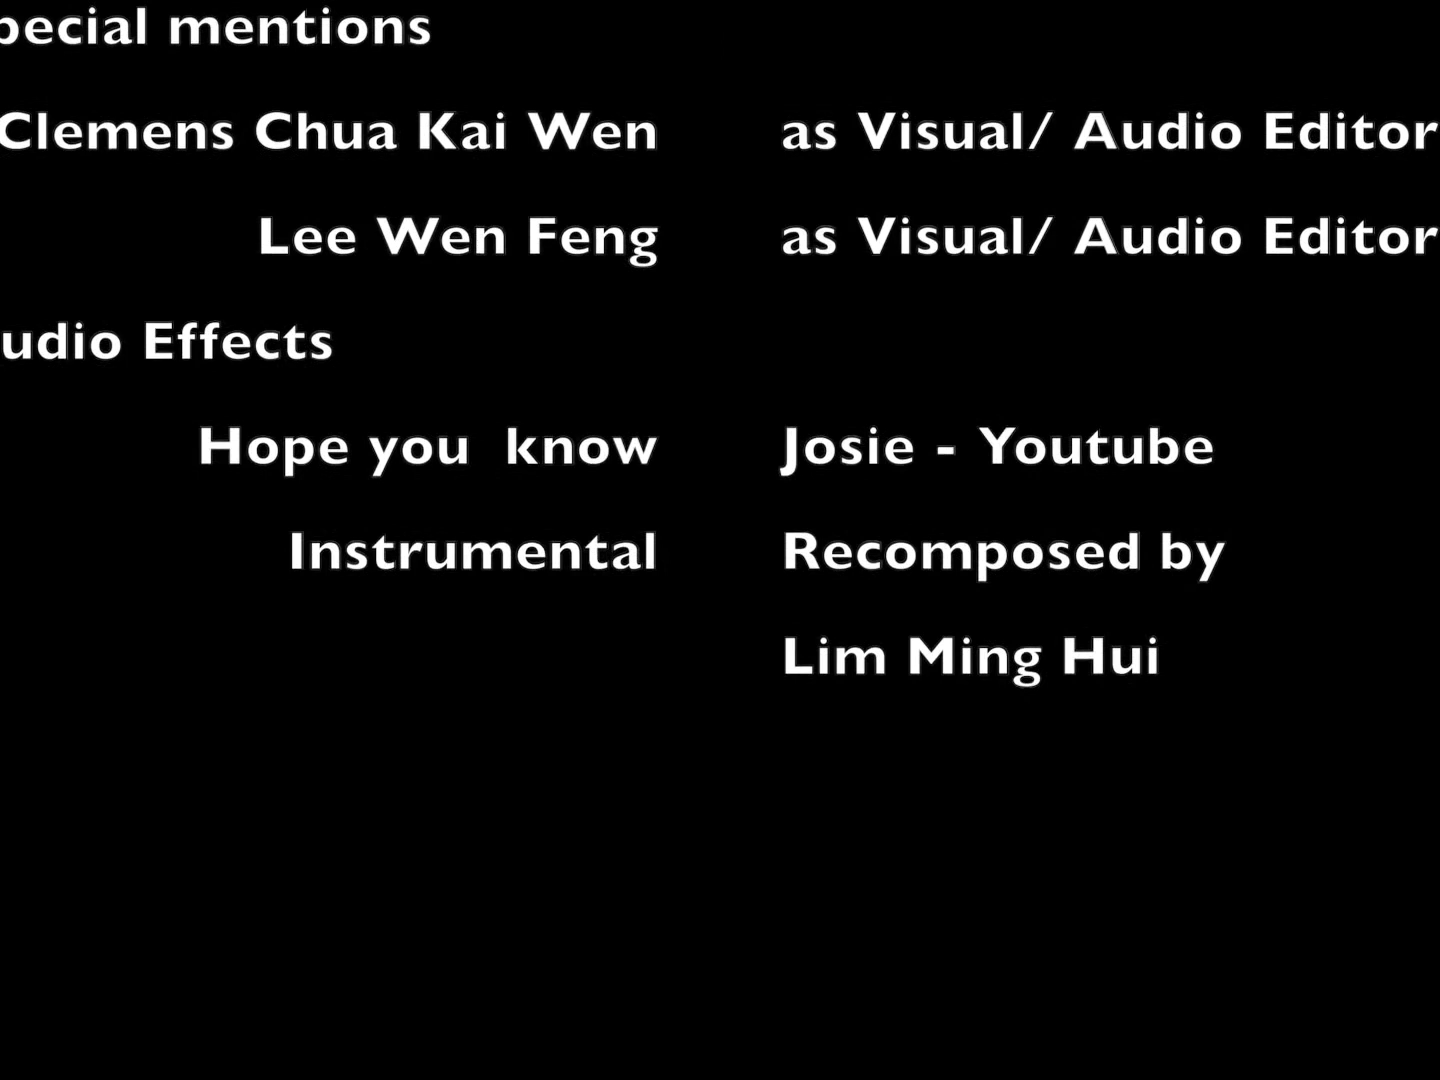 pecial mentions
Clemens Chua Kai Wen as Visual/ Audio Editor
Lee Wen Feng as Visual/ Audio Editor
udio Effects
Hope you know Josie - Youtube
Instrumental Recomposed by
Lim Ming Hui